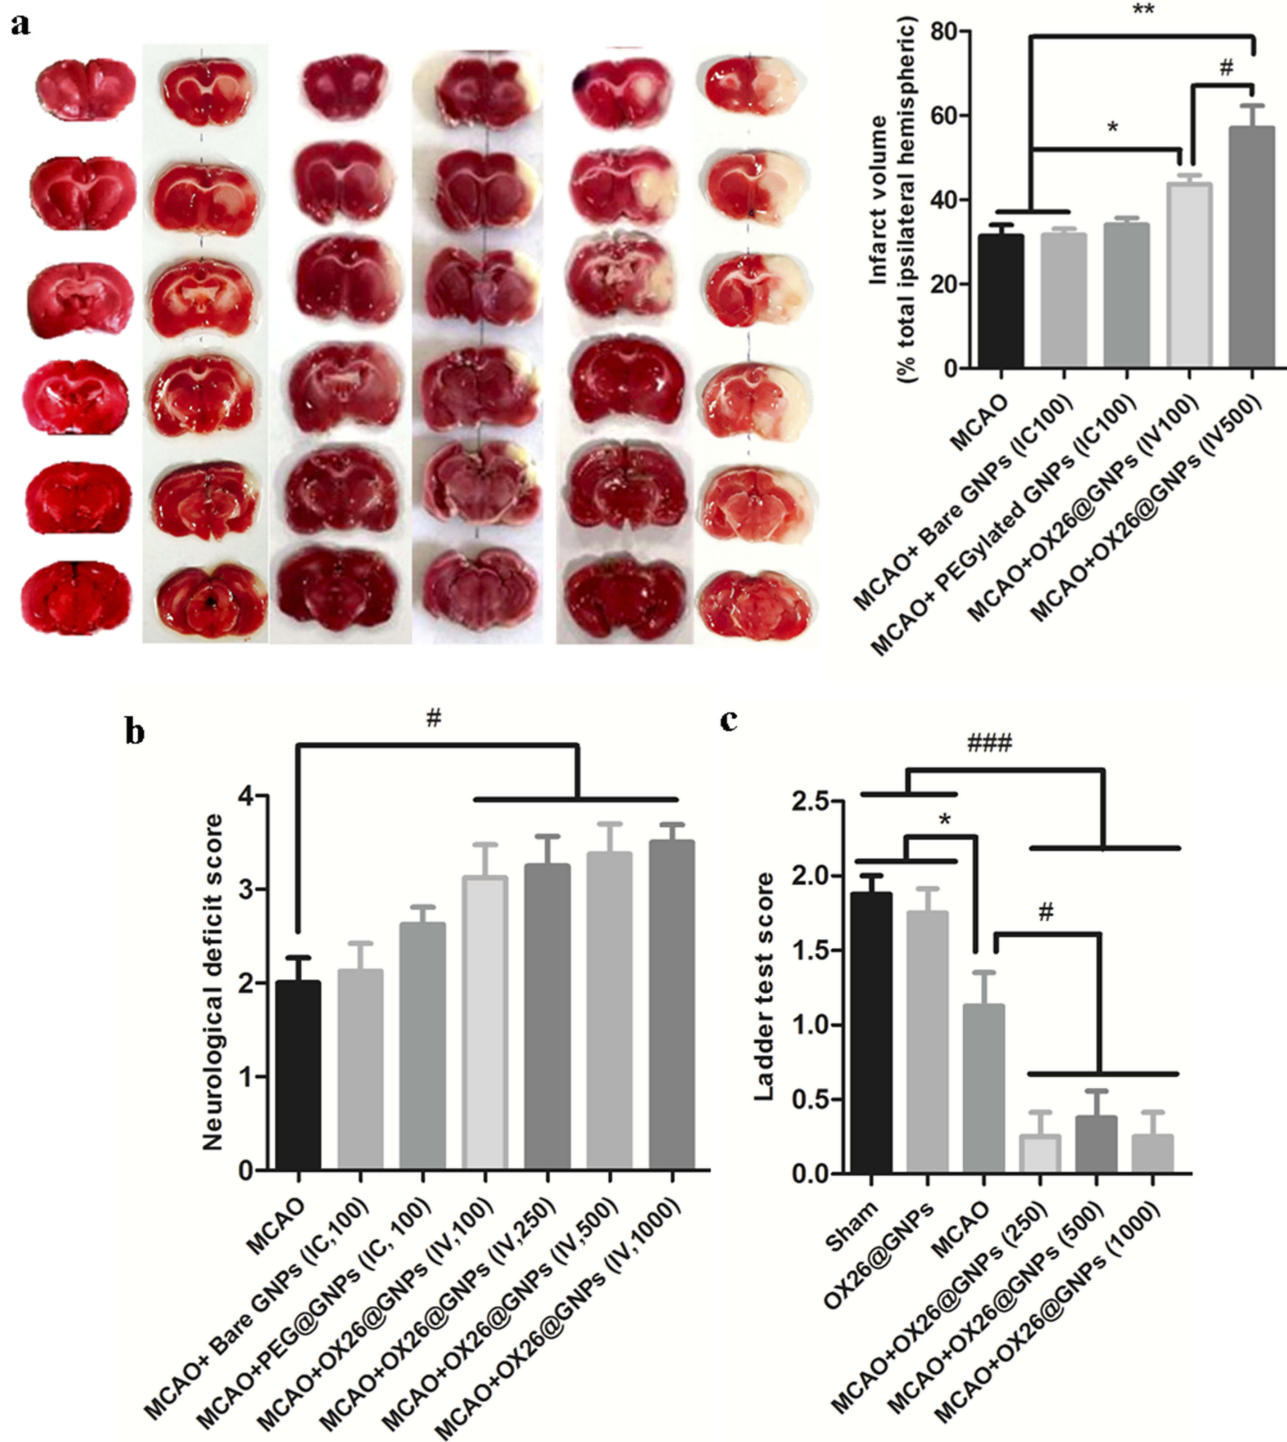 a
**
#
*
80
60
40
20
0
Infarct volume
(% total ipsilateral hemispheric)
MCAO
MCAO+ Bare GNPs (IC100)
MCAO+ PEGylated GNPs (IC100)
MCAO+OX26@GNPs (IV100)
MCAO+OX26@GNPs (IV500)
b
#
4
3
2
1
0
Neurological deficit score
MCAO
MCAO+ Bare GNPs (IC,100)
MCAO+PEG@GNPs (IC, 100)
MCAO+OX26@GNPs (IV,100)
MCAO+OX26@GNPs (IV,250)
MCAO+OX26@GNPs (IV,500)
MCAO+OX26@GNPs (IV,1000)
c
###
*
#
2.5
2.0
1.5
1.0
0.5
0.0
Ladder test score
Sham
OX26@GNPs
MCAO
MCAO+OX26@GNPs (250)
MCAO+OX26@GNPs (500)
MCAO+OX26@GNPs (1000)